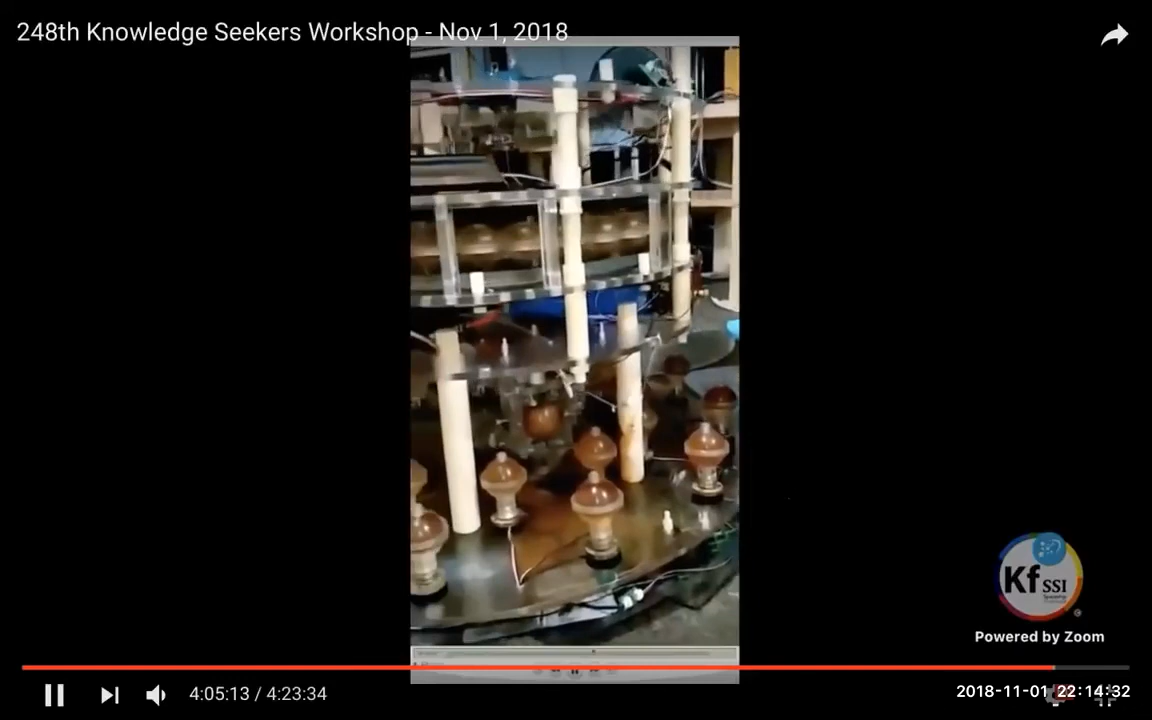 248th Knowledge Seekers Workshop - Nov 1, 2018
Kf SSI
Powered by Zoom
4:05:13 / 4:23:34
2018-11-01 22:14:32